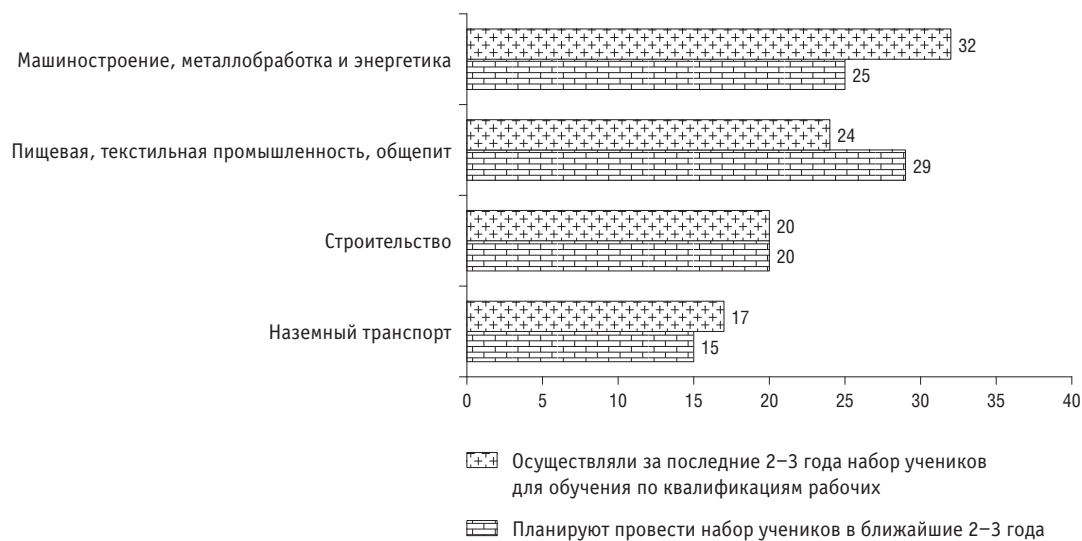 Машиностроение, металлобработка и энергетика
32
25
Пищевая, текстильная промышленность, общепит
24
29
Строительство
20
20
Наземный транспорт
17
15
0 5 10 15 20 25 30 35 40
Осуществляли за последние 2–3 года набор учеников
для обучения по квалификациям рабочих
Планируют провести набор учеников в ближайшие 2–3 года